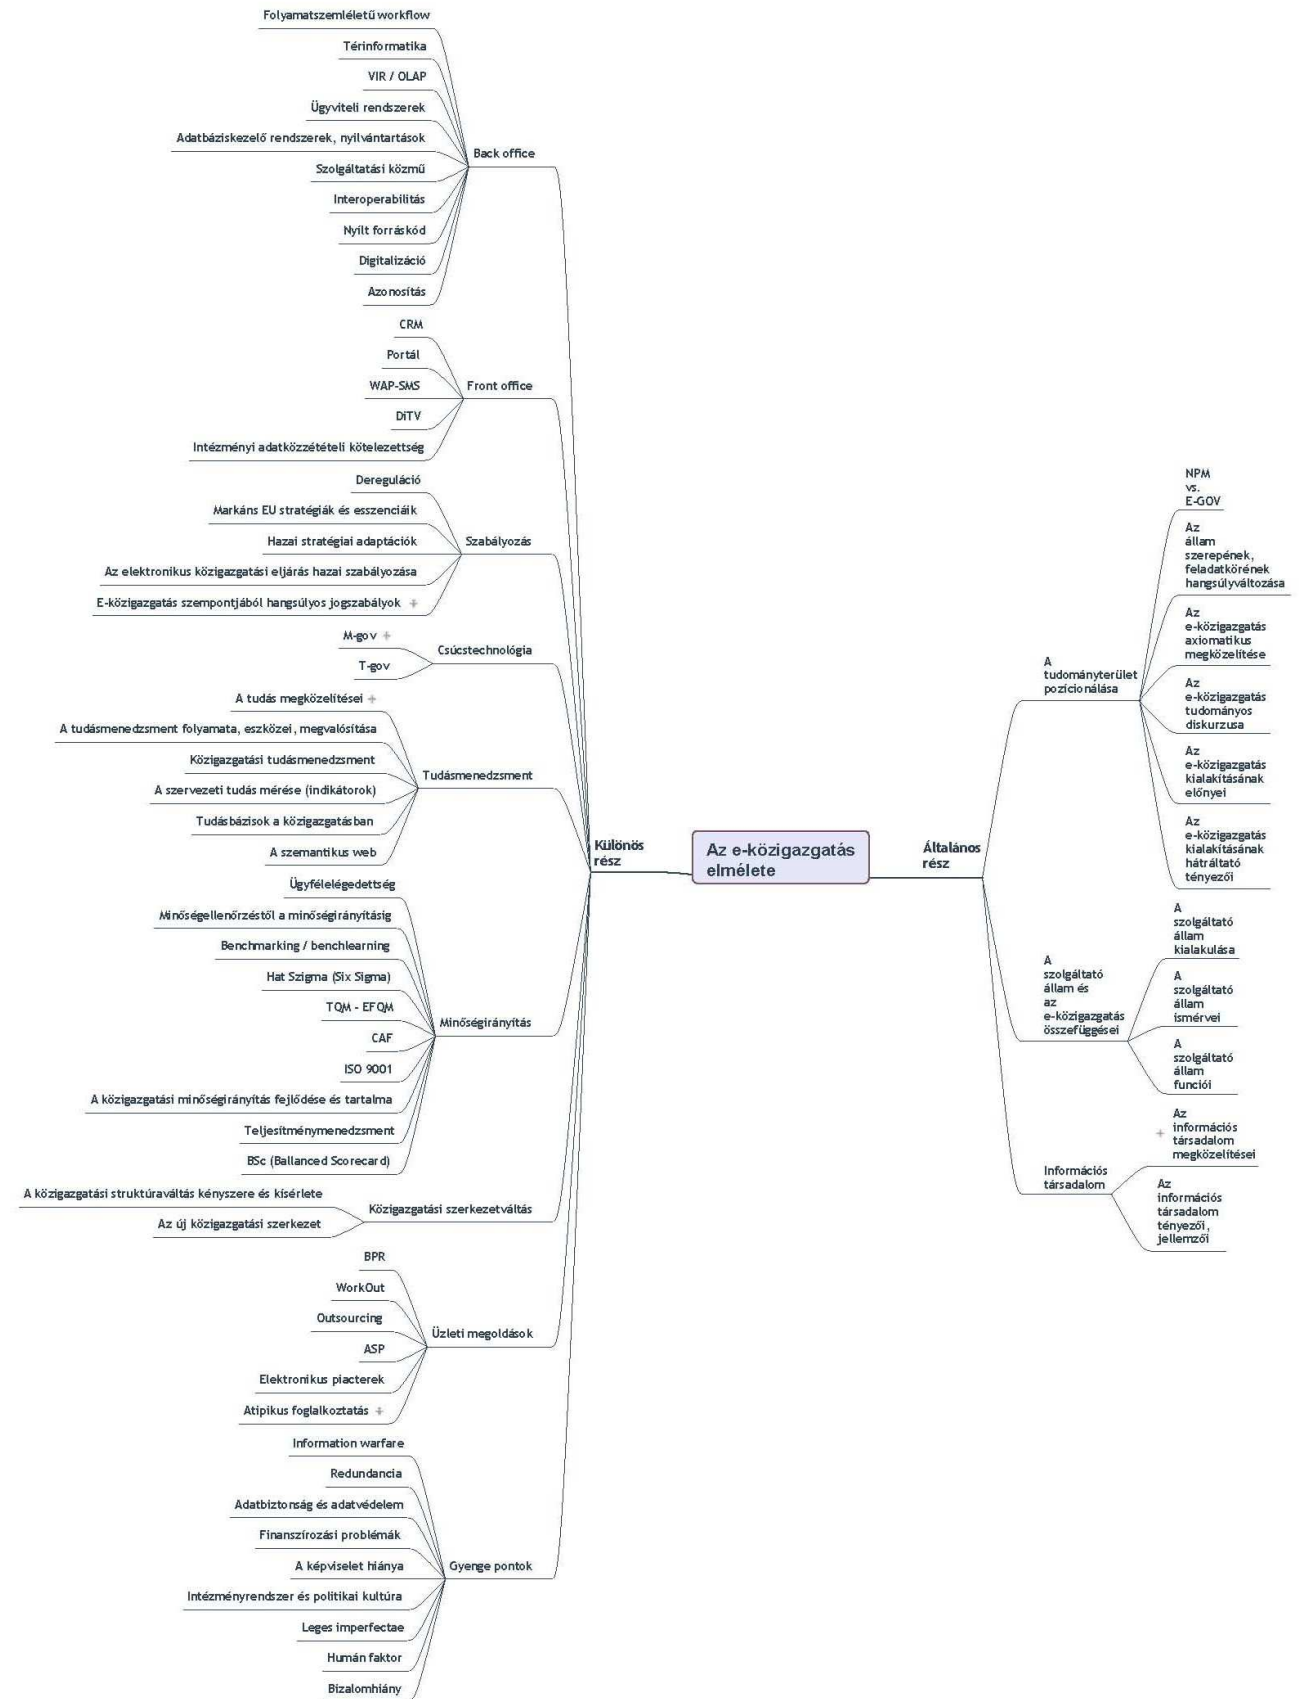 Folyamatszemléletű workflow
Térinformatika
VIR / OLAP
Ügyviteli rendszerek
Adatbáziskezelő rendszerek, nyilvántartások
Szolgáltatási közmű
Interoperabilitás
Nyílt forráskód
Digitalizáció
Azonosítás
Back office
CRM
Portál
WAP-SMS
DiTV
Intézményi adatközzétételi kötelezettség
Front office
Dereguláció
Markáns EU stratégiák és esszenciáik
Hazai stratégiai adaptációk
Az elektronikus közigazgatási eljárás hazai szabályozása
E-közigazgatás szempontjából hangsúlyos jogszabályok
Szabályozás
M-gov
T-gov
Csúcstechnológia
A tudás megközelítései
A tudásmenedzsment folyamata, eszközei, megvalósítása
Közigazgatási tudásmenedzsment
A szervezeti tudás mérése (indikátorok)
Tudásbázisok a közigazgatásban
A szemantikus web
Tudásmenedzsment
Ügyfélelégedettség
Minőségellenőrzéstől a minőségirányításig
Benchmarking / benchlearning
Hat Szigma (Six Sigma)
TQM - EFQM
CAF
ISO 9001
A közigazgatási minőségirányítás fejlődése és tartalma
Teljesítménymenedzsment
BSc (Ballanced Scorecard)
Minőségirányítás
A közigazgatási struktúraváltás kényszere és kísérlete
Az új közigazgatási szerkezet
Közigazgatási szerkezetváltás
BPR
WorkOut
Outsourcing
ASP
Elektronikus piacterek
Atipikus foglalkoztatás
Üzleti megoldások
Information warfare
Redundancia
Adatbiztonság és adatvédelem
Finanszírozási problémák
A képviselet hiánya
Intézményrendszer és politikai kultúra
Leges imperfectae
Humán faktor
Bizalomhiány
Gyenge pontok
Különös
rész
Az e-közigazgatás
elmélete
Általános
rész
A
tudományterület
pozícionálása
NPM
vs.
E-GOV
Az
állam
szerepének,
feladatkörének
hangsúlyváltozása
Az
e-közigazgatás
axiomatikus
megközelítése
Az
e-közigazgatás
tudományos
diskurzusa
Az
e-közigazgatás
kialakításának
előnyei
Az
e-közigazgatás
kialakításának
hátráltató
tényezői
A
szolgáltató
állam és
az
e-közigazgatás
összefüggései
A
szolgáltató
állam
kialakulása
A
szolgáltató
állam
ismérvei
A
szolgáltató
állam
funciói
Információs
társadalom
Az
információs
társadalom
megközelítései
Az
információs
társadalom
tényezői,
jellemzői